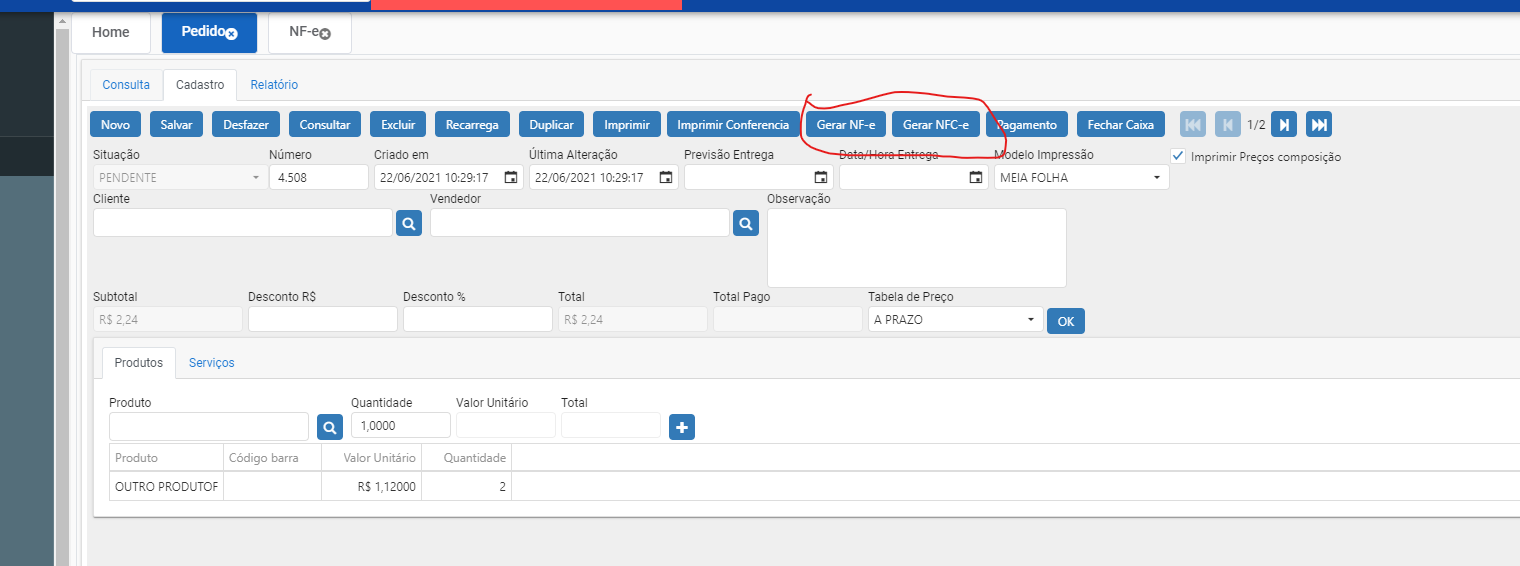 Home Pedido NF-e
Consulta Cadastro Relatório
Novo Salvar Desfazer Consultar Excluir Recarrega Duplicar Imprimir Imprimir Conferencia Gerar NF-e Gerar NFC-e Pagamento Fechar Caixa 1/2
Situação Número Criado em Última Alteração Previsão Entrega Data/Hora Entrega Modelo Impressão Imprimir Preços composição
PENDENTE 4.508 22/06/2021 10:29:17 22/06/2021 10:29:17 MEIA FOLHA
Cliente Vendedor Observação
Subtotal Desconto R$ Desconto % Total Total Pago Tabela de Preço
R$ 2,24 R$ 2,24 A PRAZO OK
Produtos Serviços
Produto Quantidade Valor Unitário Total
1,0000
Produto Código barra Valor Unitário Quantidade
OUTRO PRODUTOF R$ 1,12000 2